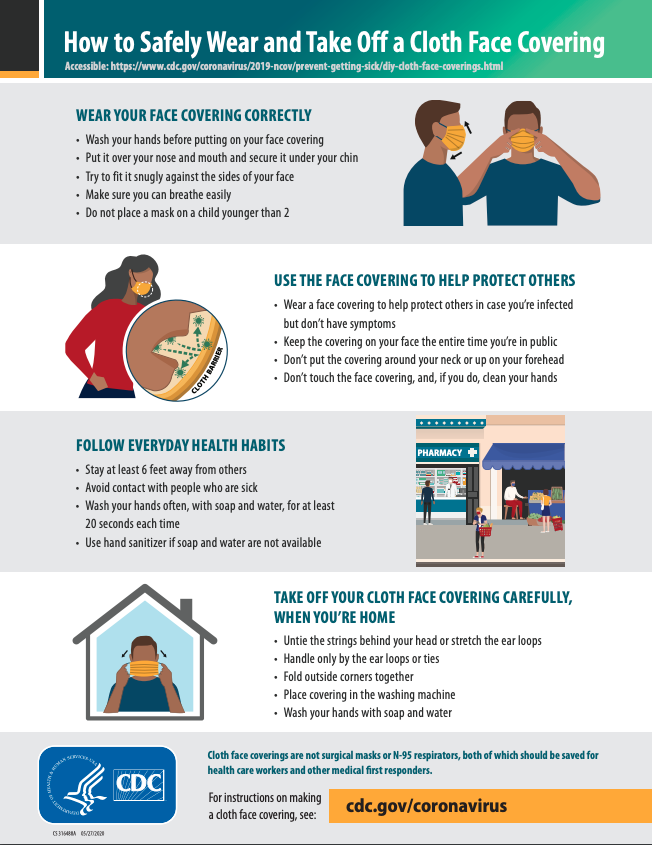 How to Safely Wear and Take Off a Cloth Face Covering
Accessible: https://www.cdc.gov/coronavirus/2019-ncov/prevent-getting-sick/diy-cloth-face-coverings.html
WEAR YOUR FACE COVERING CORRECTLY
• Wash your hands before putting on your face covering
• Put it over your nose and mouth and secure it under your chin
• Try to fit it snugly against the sides of your face
• Make sure you can breathe easily
• Do not place a mask on a child younger than 2
CLOTH BARRIER
USE THE FACE COVERING TO HELP PROTECT OTHERS
• Wear a face covering to help protect others in case you're infected
but don't have symptoms
• Keep the covering on your face the entire time you're in public
• Don't put the covering around your neck or up on your forehead
• Don't touch the face covering, and, if you do, clean your hands
FOLLOW EVERYDAY HEALTH HABITS
• Stay at least 6 feet away from others
• Avoid contact with people who are sick
• Wash your hands often, with soap and water, for at least
20 seconds each time
• Use hand sanitizer if soap and water are not available
PHARMACY
TAKE OFF YOUR CLOTH FACE COVERING CAREFULLY,
WHEN YOU'RE HOME
• Untie the strings behind your head or stretch the ear loops
• Handle only by the ear loops or ties
• Fold outside corners together
• Place covering in the washing machine
• Wash your hands with soap and water
DEPARTMENT OF HEALTH & HUMAN SERVICES • USA
CDC
CS 316488A 05/27/2020
Cloth face coverings are not surgical masks or N-95 respirators, both of which should be saved for
health care workers and other medical first responders.
For instructions on making
a cloth face covering, see:
cdc.gov/coronavirus